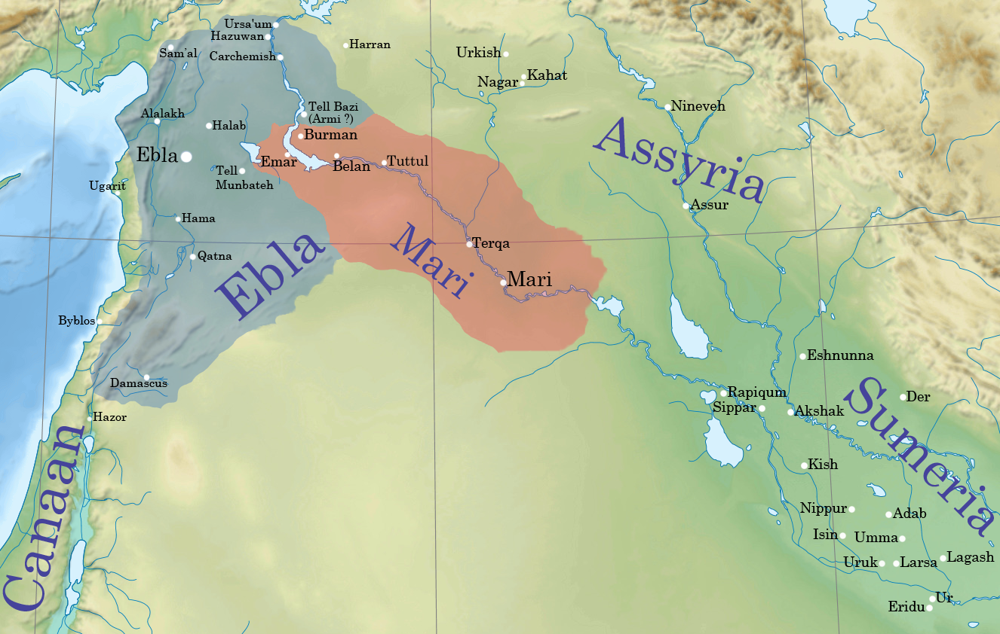 Ursa'um
Hazuwan
Sam'al
Carchemish
Harran
Urkish
Nagar
Kahat
Nineveh
Alalakh
Halab
Tell Bazi
(Armi ?)
Burman
Ebla
Emar
Belan
Tuttul
Tell
Munbateh
Ugarit
Assyria
Assur
Hama
Qatna
Ebla
Mari
Terqa
Mari
Byblos
Damascus
Hazor
Canaan
Eshnunna
Rapiqum
Sippar
Akshak
Der
Sumeria
Kish
Nippur
Adab
Isin
Umma
Uruk
Larsa
Lagash
Ur
Eridu